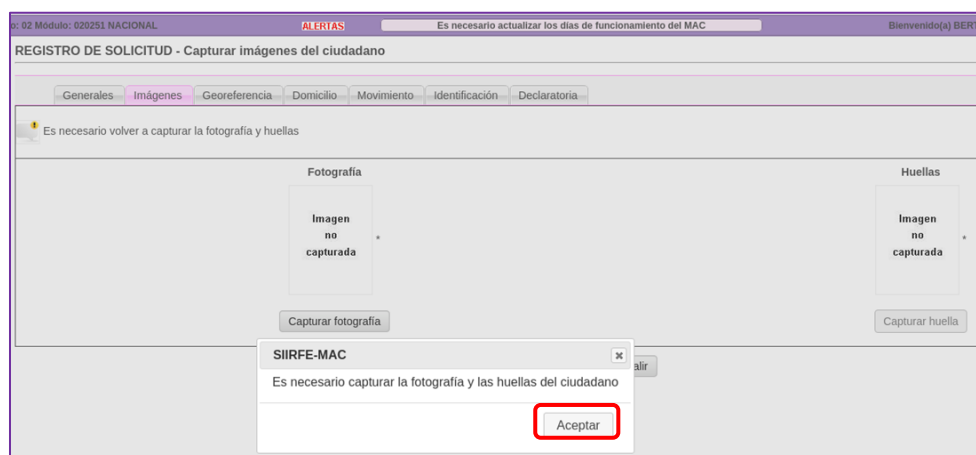 o: 02 Módulo: 020251 NACIONAL ALERTAS Es necesario actualizar los días de funcionamiento del MAC Bienvenido(a) BERT
REGISTRO DE SOLICITUD - Capturar imágenes del ciudadano
Generales Imágenes Georeferencia Domicilio Movimiento Identificación Declaratoria
Es necesario volver a capturar la fotografía y huellas
Fotografía Huellas
Imagen no capturada * Imagen no capturada *
Capturar fotografía Capturar huella
SIIRFE-MAC
alir
Es necesario capturar la fotografía y las huellas del ciudadano
Aceptar